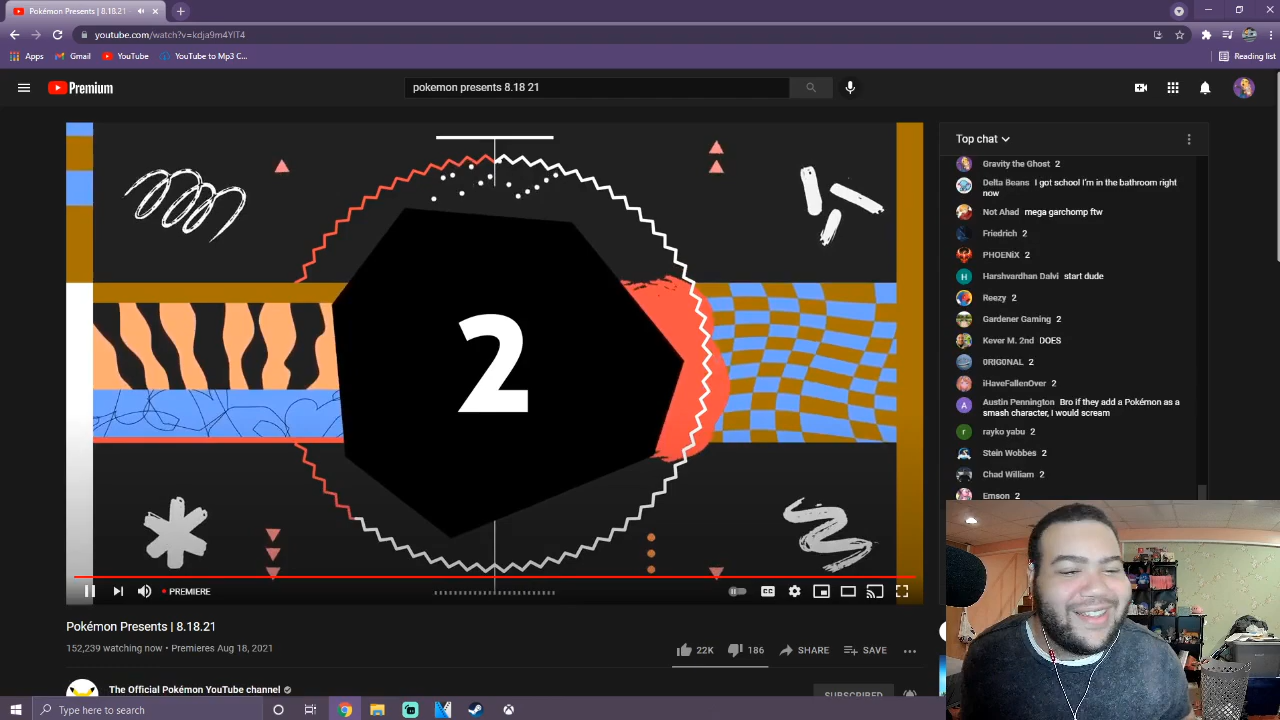 Pokémon Presents | 8.18.21
youtube.com/watch?v=kdja9m4YlT4
Apps Gmail YouTube YouTube to Mp3 C... Reading list
Premium
pokemon presents 8.18 21
Top chat
Gravity the Ghost 2
Delta Beans I got school I'm in the bathroom right
now
Not Ahad mega garchomp ftw
Friedrich 2
PHOENiX 2
Harshvardhan Dalvi start dude
Reezy 2
Gardener Gaming 2
Kever M. 2nd DOES
0RIG0NAL 2
iHaveFallenOver 2
Austin Pennington Bro if they add a Pokémon as a
smash character, I would scream
rayko yabu 2
Stein Wobbes 2
Chad William 2
Emson 2
2
PREMIERE
CC
Pokémon Presents | 8.18.21
152,239 watching now • Premieres Aug 18, 2021
22K 186 SHARE SAVE
The Official Pokémon YouTube channel
SUBSCRIBED
Type here to search